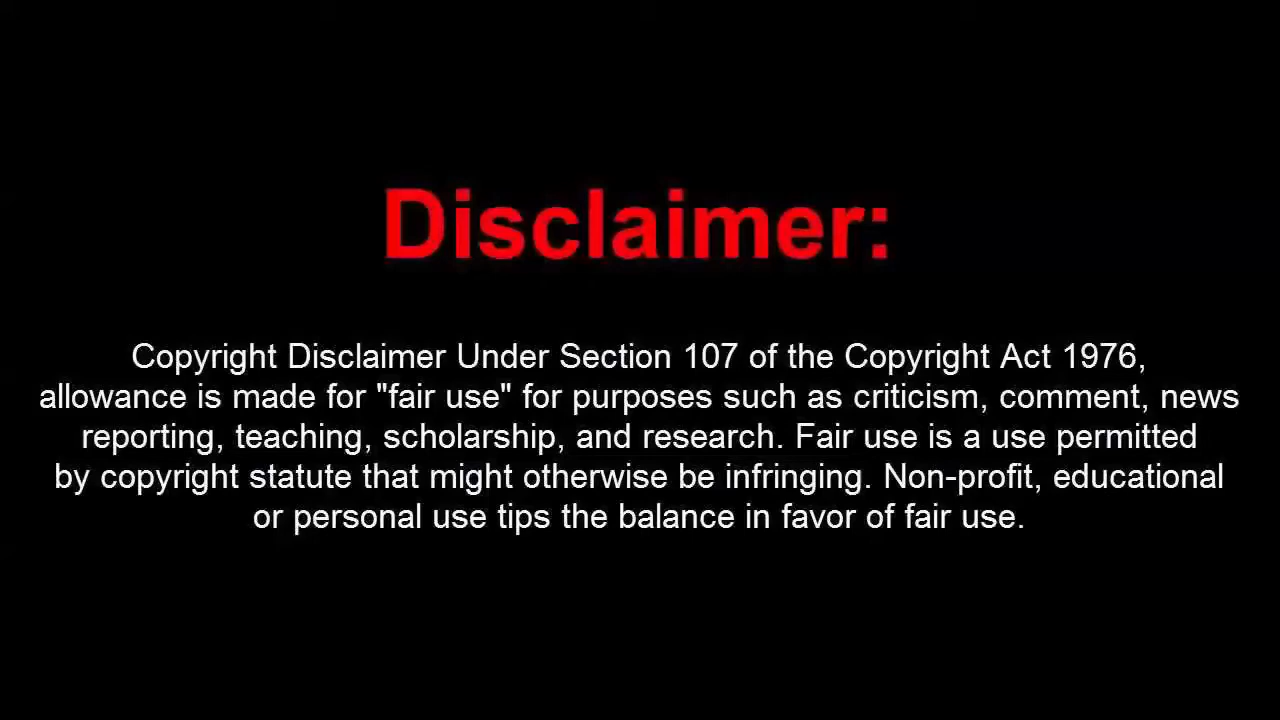 Disclaimer:
Copyright Disclaimer Under Section 107 of the Copyright Act 1976,
allowance is made for "fair use" for purposes such as criticism, comment, news
reporting, teaching, scholarship, and research. Fair use is a use permitted
by copyright statute that might otherwise be infringing. Non-profit, educational
or personal use tips the balance in favor of fair use.